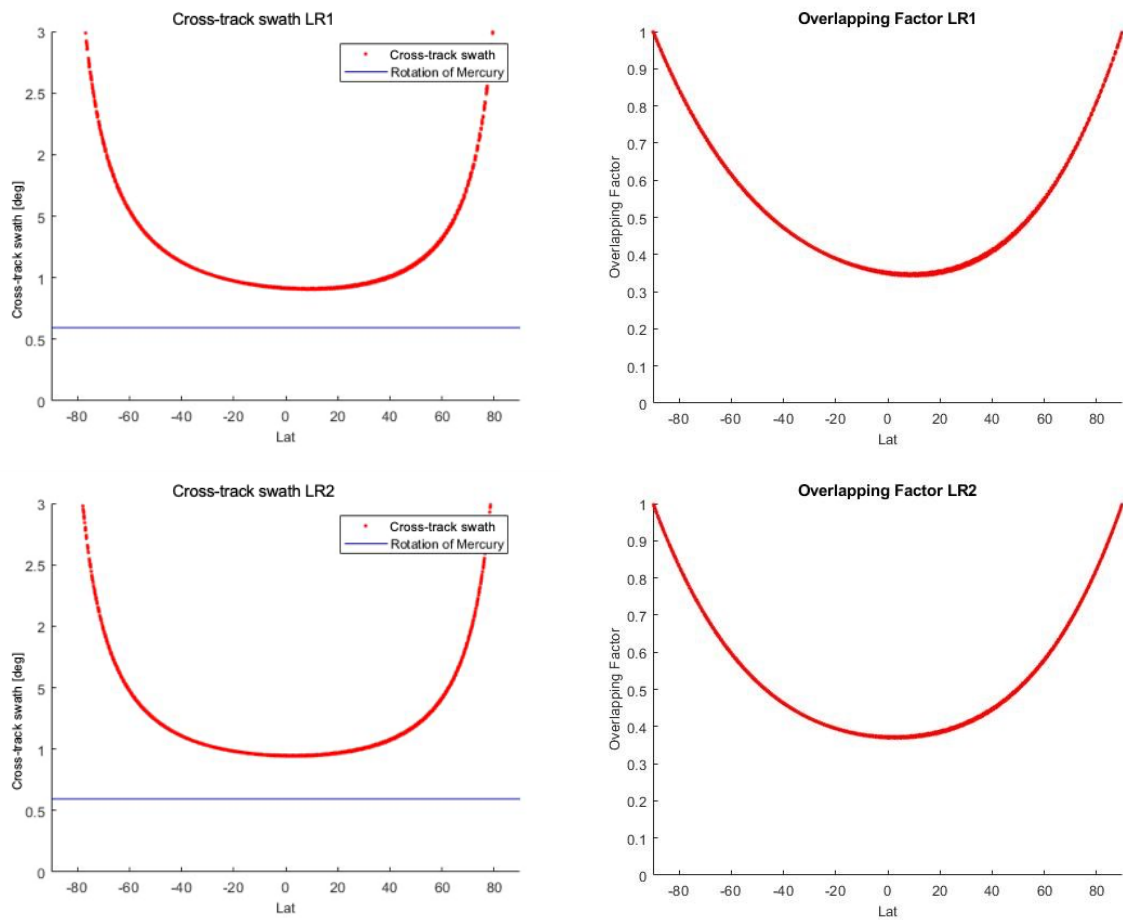 Cross-track swath LR1
3
2.5
2
5
1
0.5
0
Cross-track swath [deg]
Cross-track swath
Rotation of Mercury
-80 -60 -40 -20 0 20 40 60 80
Lat
Overlapping Factor LR1
1
0.9
0.8
0.7
0.6
0.5
0.4
0.3
0.2
0.1
0
Overlapping Factor
-80 -60 -40 -20 0 20 40 60 80
Lat
Cross-track swath LR2
3
2.5
2
5
1
0.5
0
Cross-track swath [deg]
Cross-track swath
Rotation of Mercury
-80 -60 -40 -20 0 20 40 60 80
Lat
Overlapping Factor LR2
1
0.9
0.8
0.7
0.6
0.5
0.4
0.3
0.2
0.1
0
Overlapping Factor
-80 -60 -40 -20 0 20 40 60 80
Lat